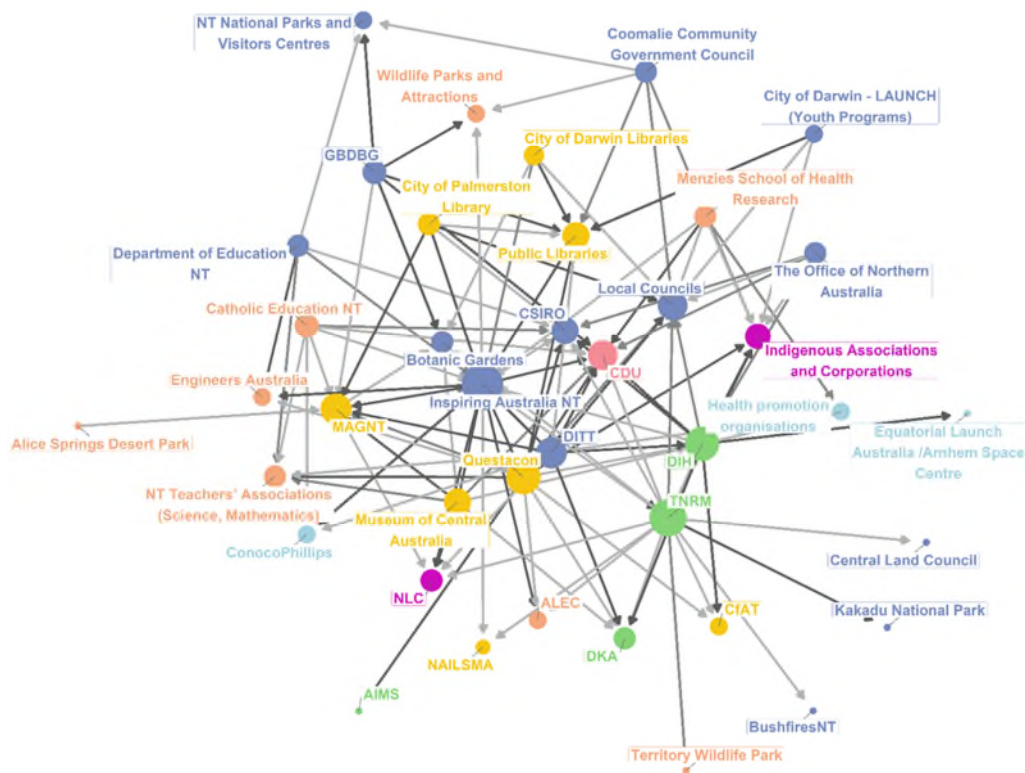 NT National Parks and
Visitors Centres
Coomalie Community
Government Council
Wildlife Parks and
Attractions
City of Darwin - LAUNCH
(Youth Programs)
City of Darwin Libraries
GBDBG
City of Palmerston
Library
Menzies School of Health
Research
Public Libraries
Department of Education
NT
The Office of Northern
Australia
Local Councils
Catholic Education NT
CSIRO
Botanic Gardens
CDU
Indigenous Associations
and Corporations
Engineers Australia
Inspiring Australia NT
MAGNT
Health promotion
organisations
Equatorial Launch
Australia /Arnhem Space
Centre
Alice Springs Desert Park
DITT
Questacon
DIH
NT Teachers' Associations
(Science, Mathematics)
TNRM
Museum of Central
Australia
ConocoPhillips
Central Land Council
NLC
ALEC
CfAT
Kakadu National Park
NAILSMA
DKA
AIMS
BushfiresNT
Territory Wildlife Park